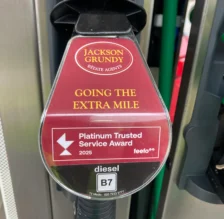 JACKSON
GRUNDY
ESTATE AGENTS
GOING THE
EXTRA MILE
Platinum Trusted
Service Award
2025
feefo
diesel
B7